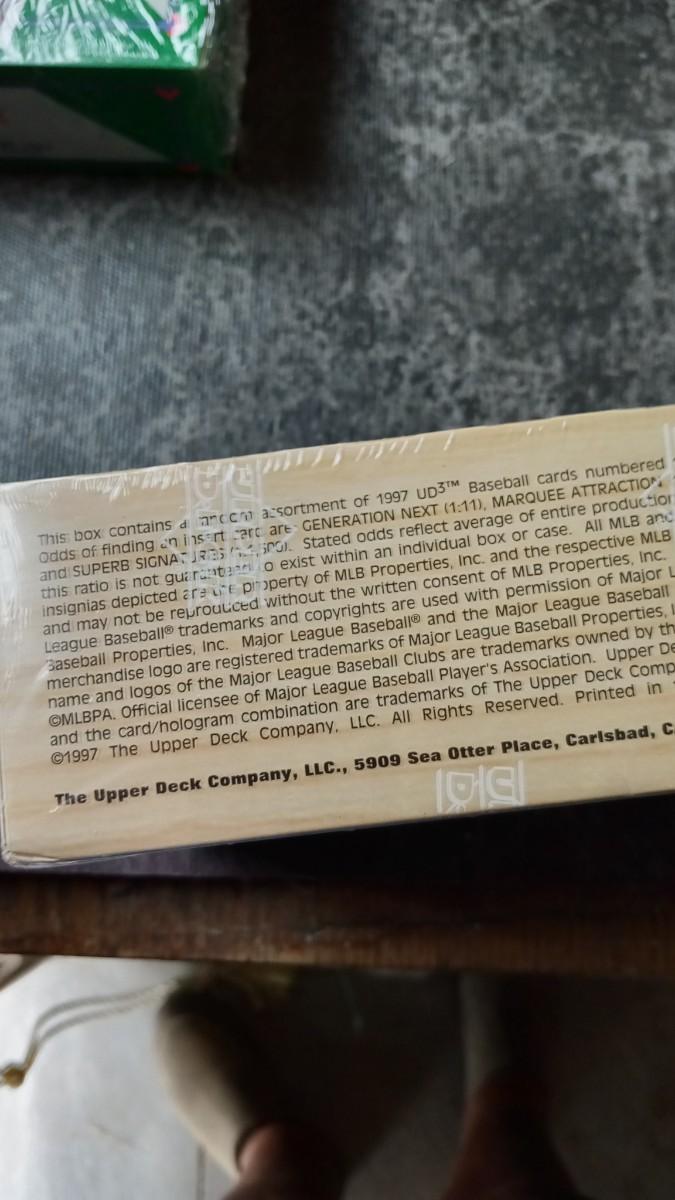 This box contains a random assortment of 1997 UD3™ Baseball cards numbered
Odds of finding an insert card are: GENERATION NEXT (1:11), MARQUEE ATTRACTION
and SUPERB SIGNATURES Stated odds reflect average of entire production
this ratio is not guaranteed to exist within an individual box or case. All MLB and
insignias depicted are the property of MLB Properties, Inc. and the respective MLB
and may not be reproduced without the written consent of MLB Properties, Inc.
League Baseball® trademarks and copyrights are used with permission of Major L
Baseball Properties, Inc. Major League Baseball® and the Major League Baseball
merchandise logo are registered trademarks of Major League Baseball Properties, I
name and logos of the Major League Baseball Clubs are trademarks owned by th
©MLBPA. Official licensee of Major League Baseball Player's Association. Upper De
and the card/hologram combination are trademarks of The Upper Deck Comp
©1997 The Upper Deck Company, LLC. All Rights Reserved. Printed in
The Upper Deck Company, LLC., 5909 Sea Otter Place, Carlsbad, C